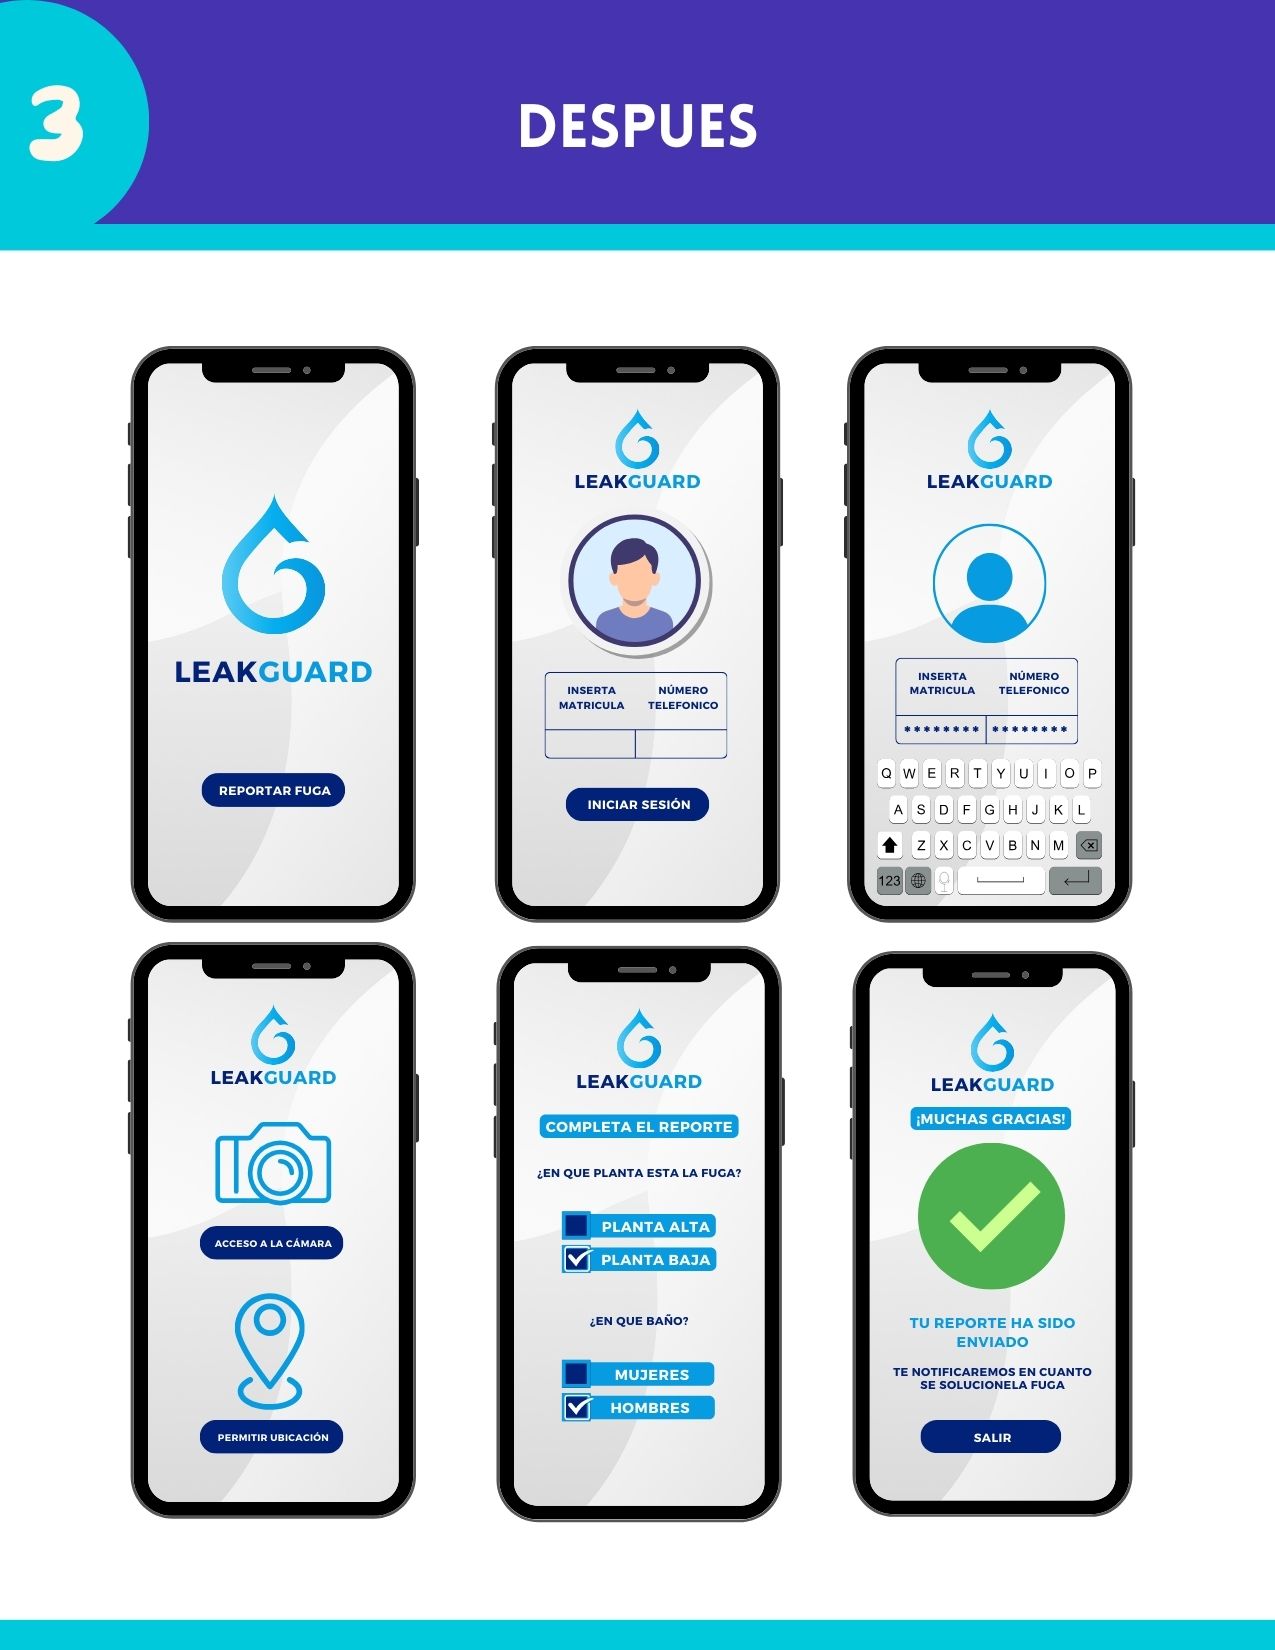 3
DESPUES
LEAKGUARD
REPORTAR FUGA
LEAKGUARD
INSERTA
MATRICULA
NÚMERO
TELEFONICO
INICIAR SESIÓN
LEAKGUARD
INSERTA
MATRICULA
NÚMERO
TELEFONICO
******** ********
Q W E R T Y U I O P
A S D F G H J K L
Z X C V B N M
123
LEAKGUARD
ACCESO A LA CÁMARA
PERMITIR UBICACIÓN
LEAKGUARD
COMPLETA EL REPORTE
¿EN QUE PLANTA ESTA LA FUGA?
PLANTA ALTA
PLANTA BAJA
¿EN QUE BAÑO?
MUJERES
HOMBRES
LEAKGUARD
¡MUCHAS GRACIAS!
TU REPORTE HA SIDO
ENVIADO
TE NOTIFICAREMOS EN CUANTO
SE SOLUCIONELA FUGA
SALIR